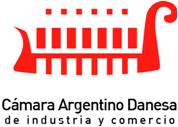 Cámara Argentino Danesa
de industria y comercio